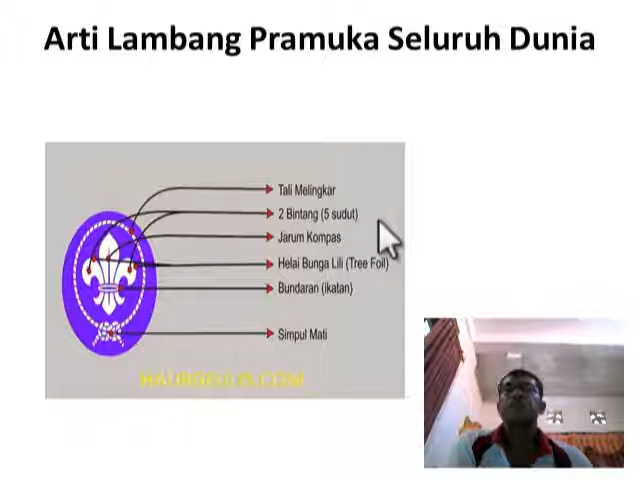 Arti Lambang Pramuka Seluruh Dunia
Tali Melingkar
2 Bintang (5 sudut)
Jarum Kompas
Helai Bunga Lili (Tree Foil)
Bundaran (ikatan)
Simpul Mati